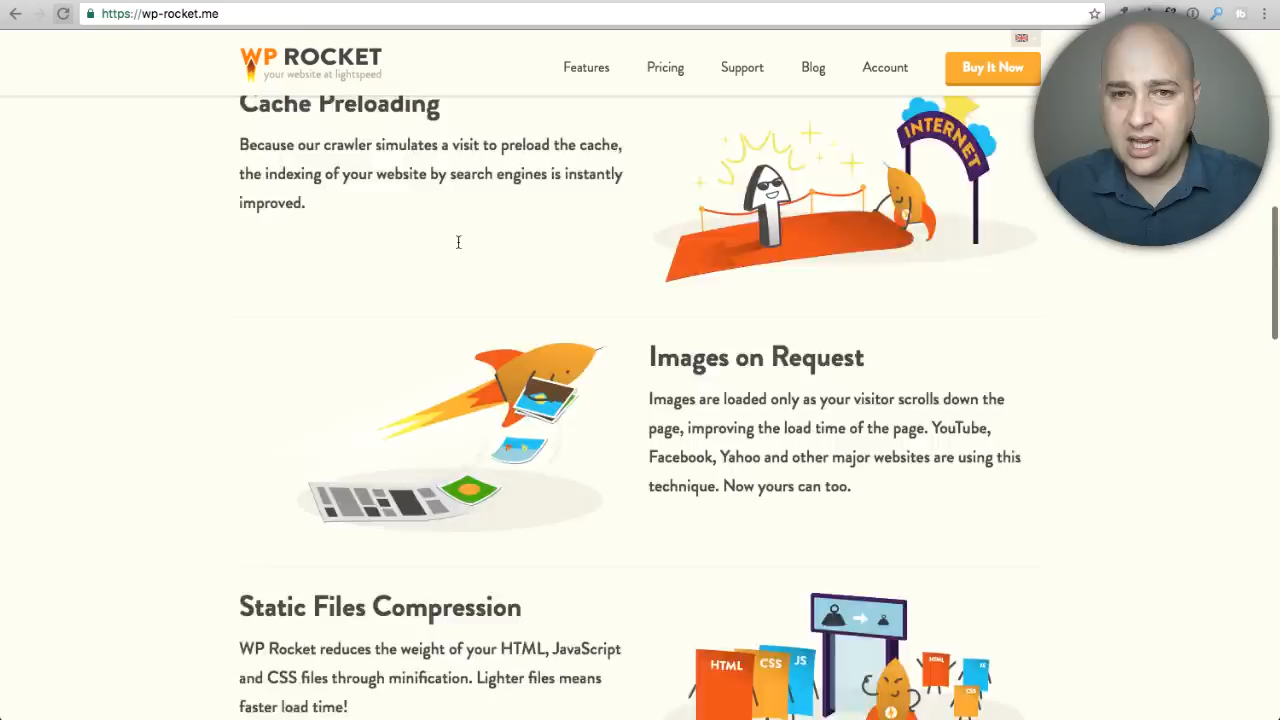 https://wp-rocket.me
WP ROCKET
your website at lightspeed
Features
Pricing
Support
Blog
Account
Buy It Now
Cache Preloading
Because our crawler simulates a visit to preload the cache,
the indexing of your website by search engines is instantly
improved.
INTERNET
Images on Request
Images are loaded only as your visitor scrolls down the
page, improving the load time of the page. YouTube,
Facebook, Yahoo and other major websites are using this
technique. Now yours can too.
Static Files Compression
WP Rocket reduces the weight of your HTML, JavaScript
and CSS files through minification. Lighter files means
faster load time!
HTML
CSS
JS
HTML
CSS